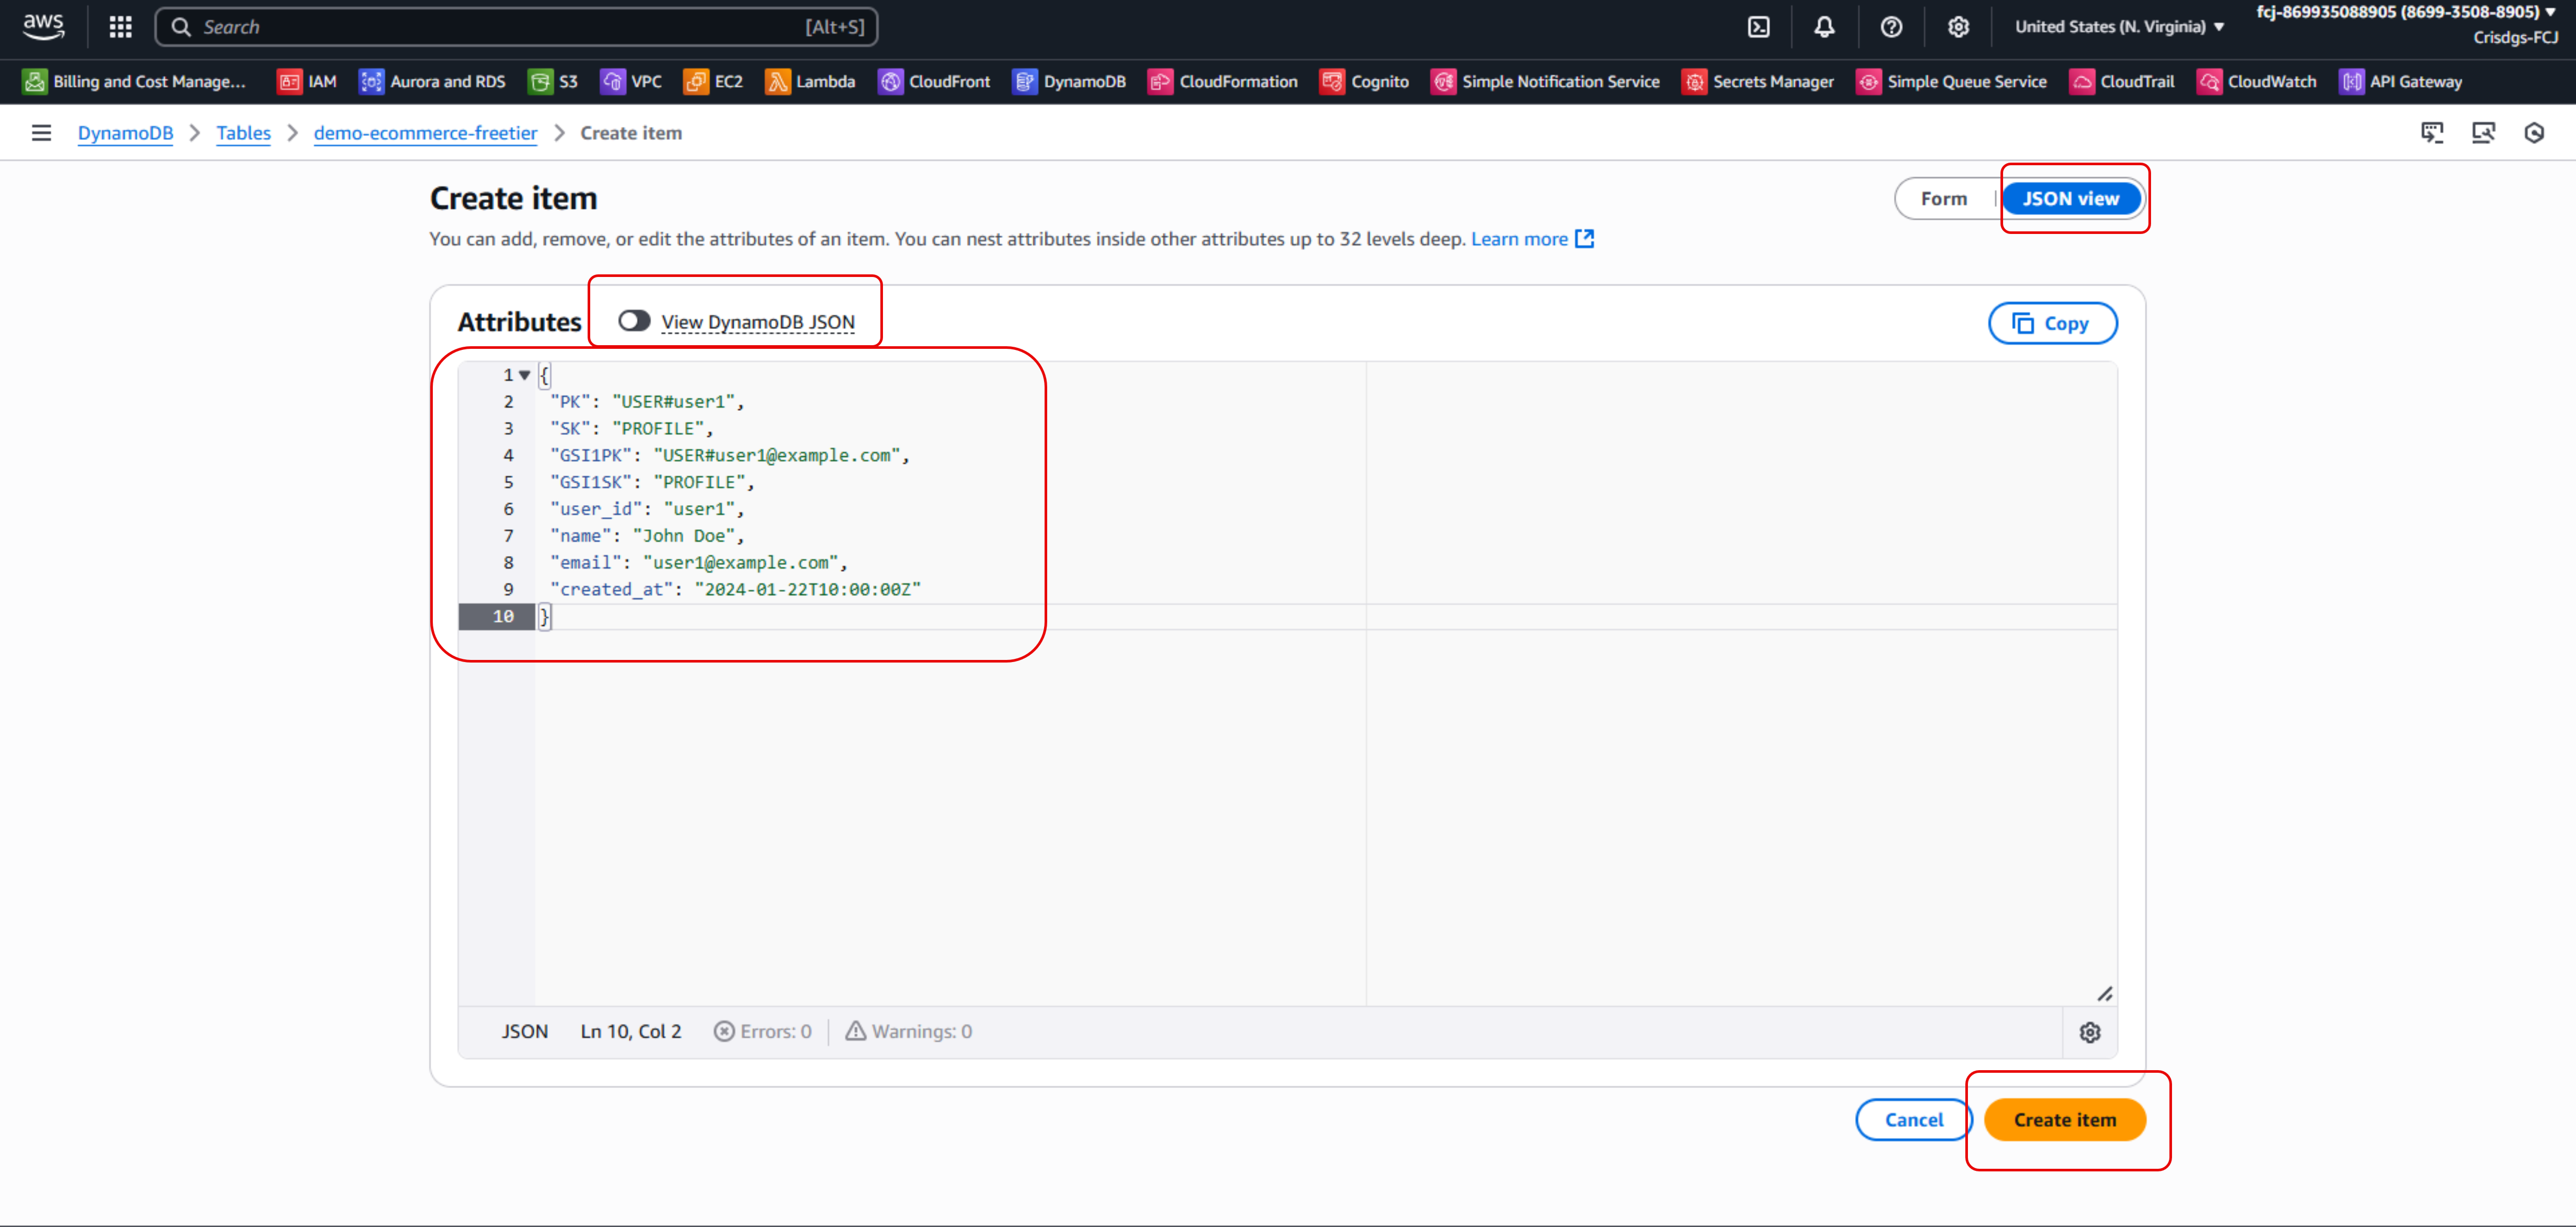 aws
Search [Alt+S]
United States (N. Virginia)
fcj-869935088905 (8699-3508-8905)
Crisdgs-FCJ
Billing and Cost Manage... IAM Aurora and RDS S3 VPC EC2 Lambda CloudFront DynamoDB CloudFormation Cognito Simple Notification Service Secrets Manager Simple Queue Service CloudTrail CloudWatch API Gateway
DynamoDB > Tables > demo-ecommerce-freetier > Create item
Create item
Form | JSON view
You can add, remove, or edit the attributes of an item. You can nest attributes inside other attributes up to 32 levels deep. Learn more
Attributes View DynamoDB JSON Copy
1 {
2 "PK": "USER#user1",
3 "SK": "PROFILE",
4 "GSI1PK": "USER#user1@example.com",
5 "GSI1SK": "PROFILE",
6 "user_id": "user1",
7 "name": "John Doe",
8 "email": "user1@example.com",
9 "created_at": "2024-01-22T10:00:00Z"
10 }
JSON Ln 10, Col 2 Errors: 0 Warnings: 0
Cancel Create item